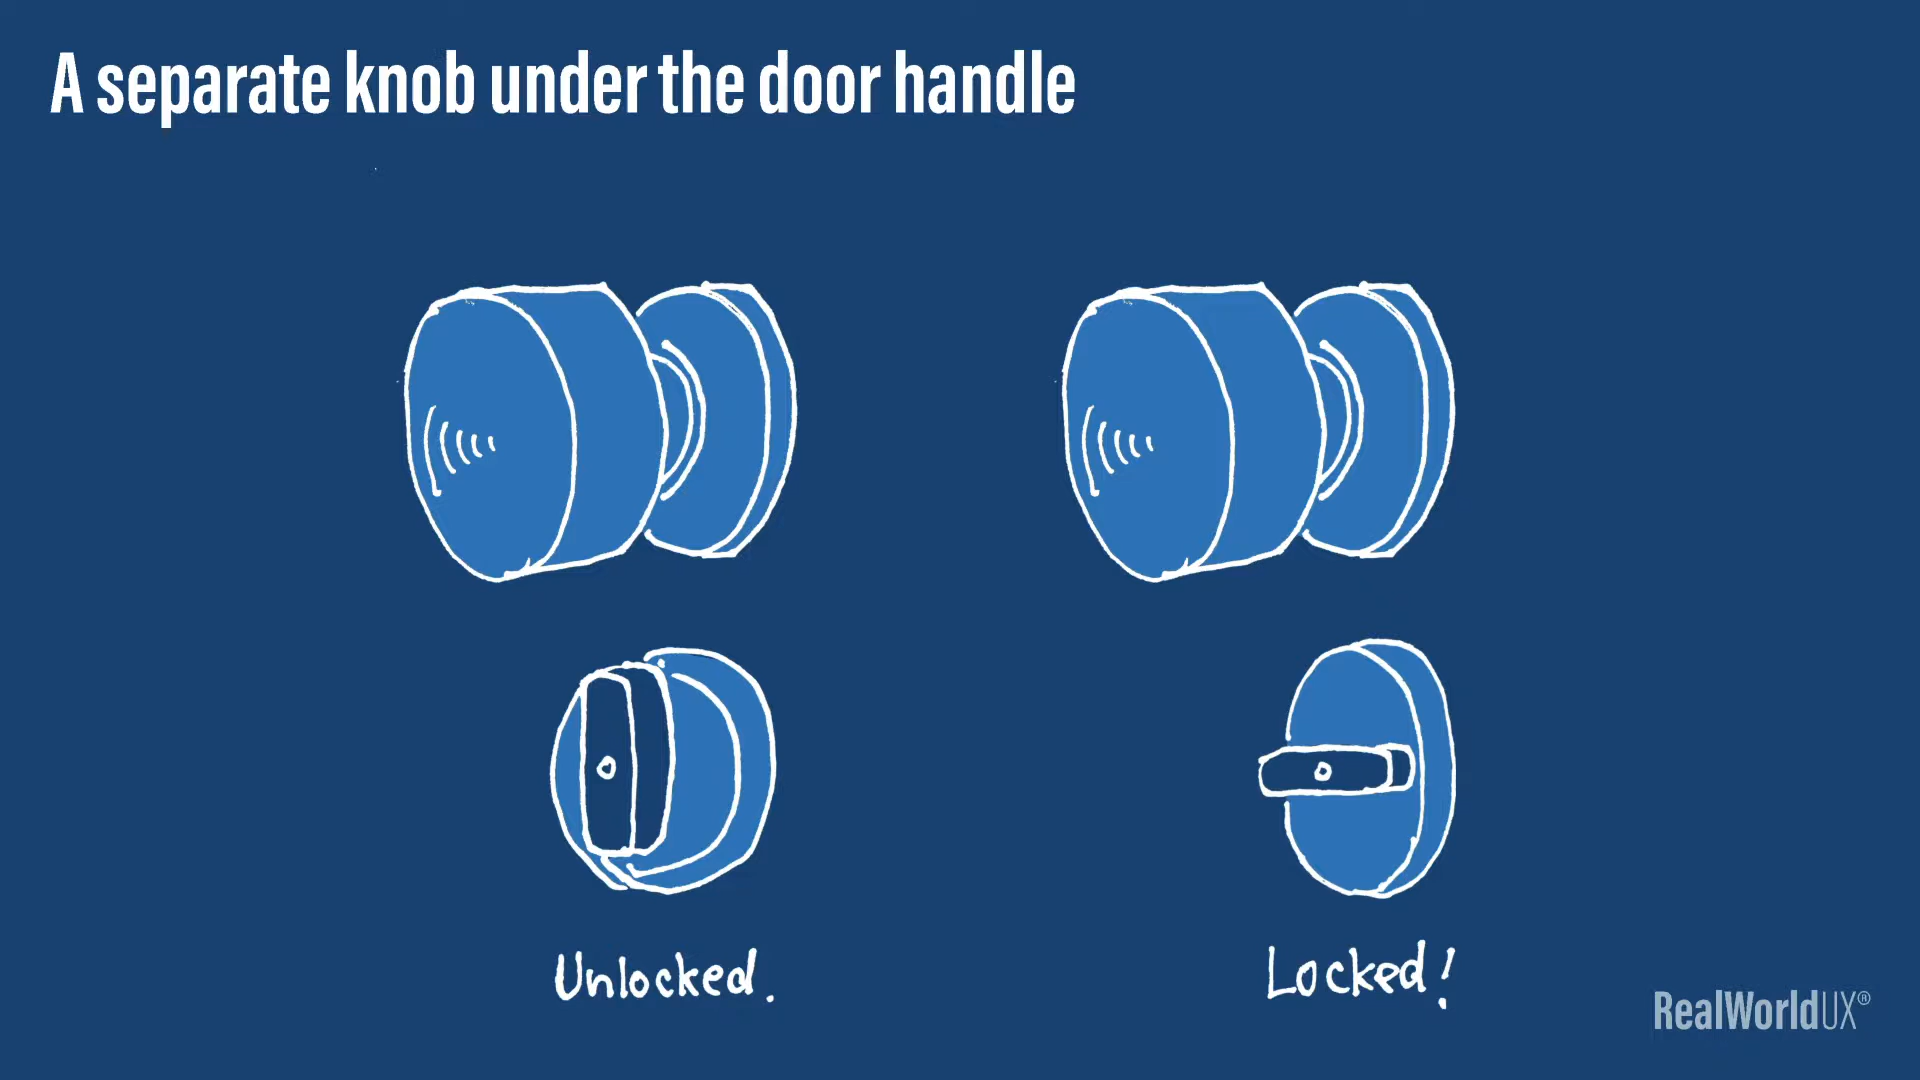 A separate knob under the door handle
Unlocked.
Locked!
RealWorldUX®